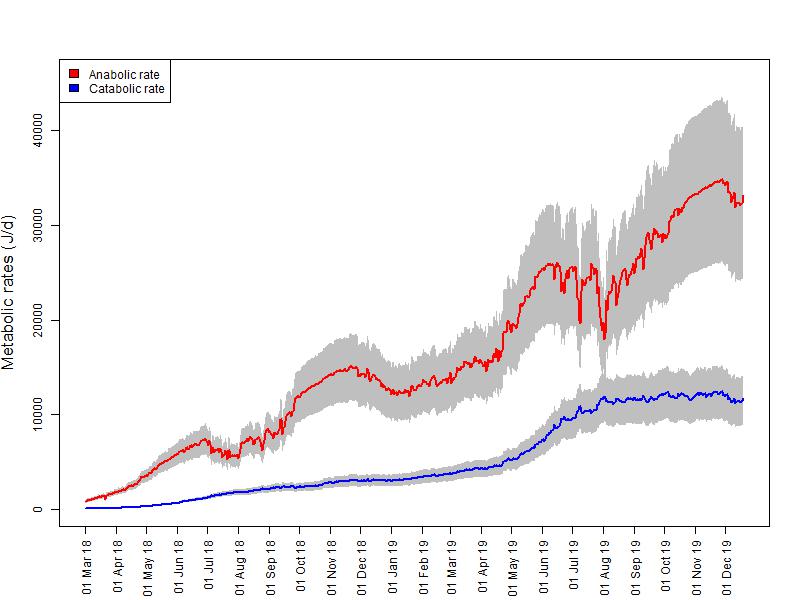 Anabolic rate
Catabolic rate
Metabolic rates (J/d)
40000
30000
20000
10000
0
01 Mar 18
01 Apr 18
01 May 18
01 Jun 18
01 Jul 18
01 Aug 18
01 Sep 18
01 Oct 18
01 Nov 18
01 Dec 18
01 Jan 19
01 Feb 19
01 Mar 19
01 Apr 19
01 May 19
01 Jun 19
01 Jul 19
01 Aug 19
01 Sep 19
01 Oct 19
01 Nov 19
01 Dec 19